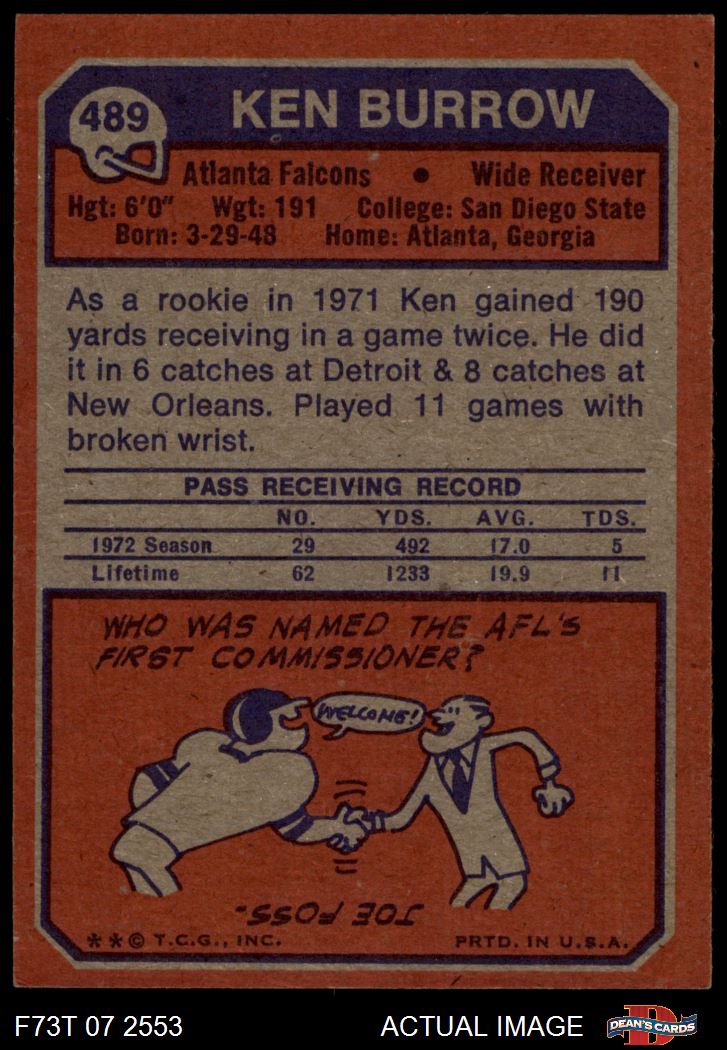 489
KEN BURROW
Atlanta Falcons • Wide Receiver
Hgt: 6'0" Wgt: 191 College: San Diego State
Born: 3-29-48 Home: Atlanta, Georgia
As a rookie in 1971 Ken gained 190
yards receiving in a game twice. He did
it in 6 catches at Detroit & 8 catches at
New Orleans. Played 11 games with
broken wrist.
PASS RECEIVING RECORD
NO. YDS. AVG. TDS.
1972 Season 29 492 17.0 5
Lifetime 62 1233 19.9 11
WHO WAS NAMED THE AFL'S
FIRST COMMISSIONER?
WELCOME!
JOE FOSS.
**© T.C.G., INC. PRTD. IN U.S.A.
F73T 07 2553 ACTUAL IMAGE
D
DEAN'S CARDS